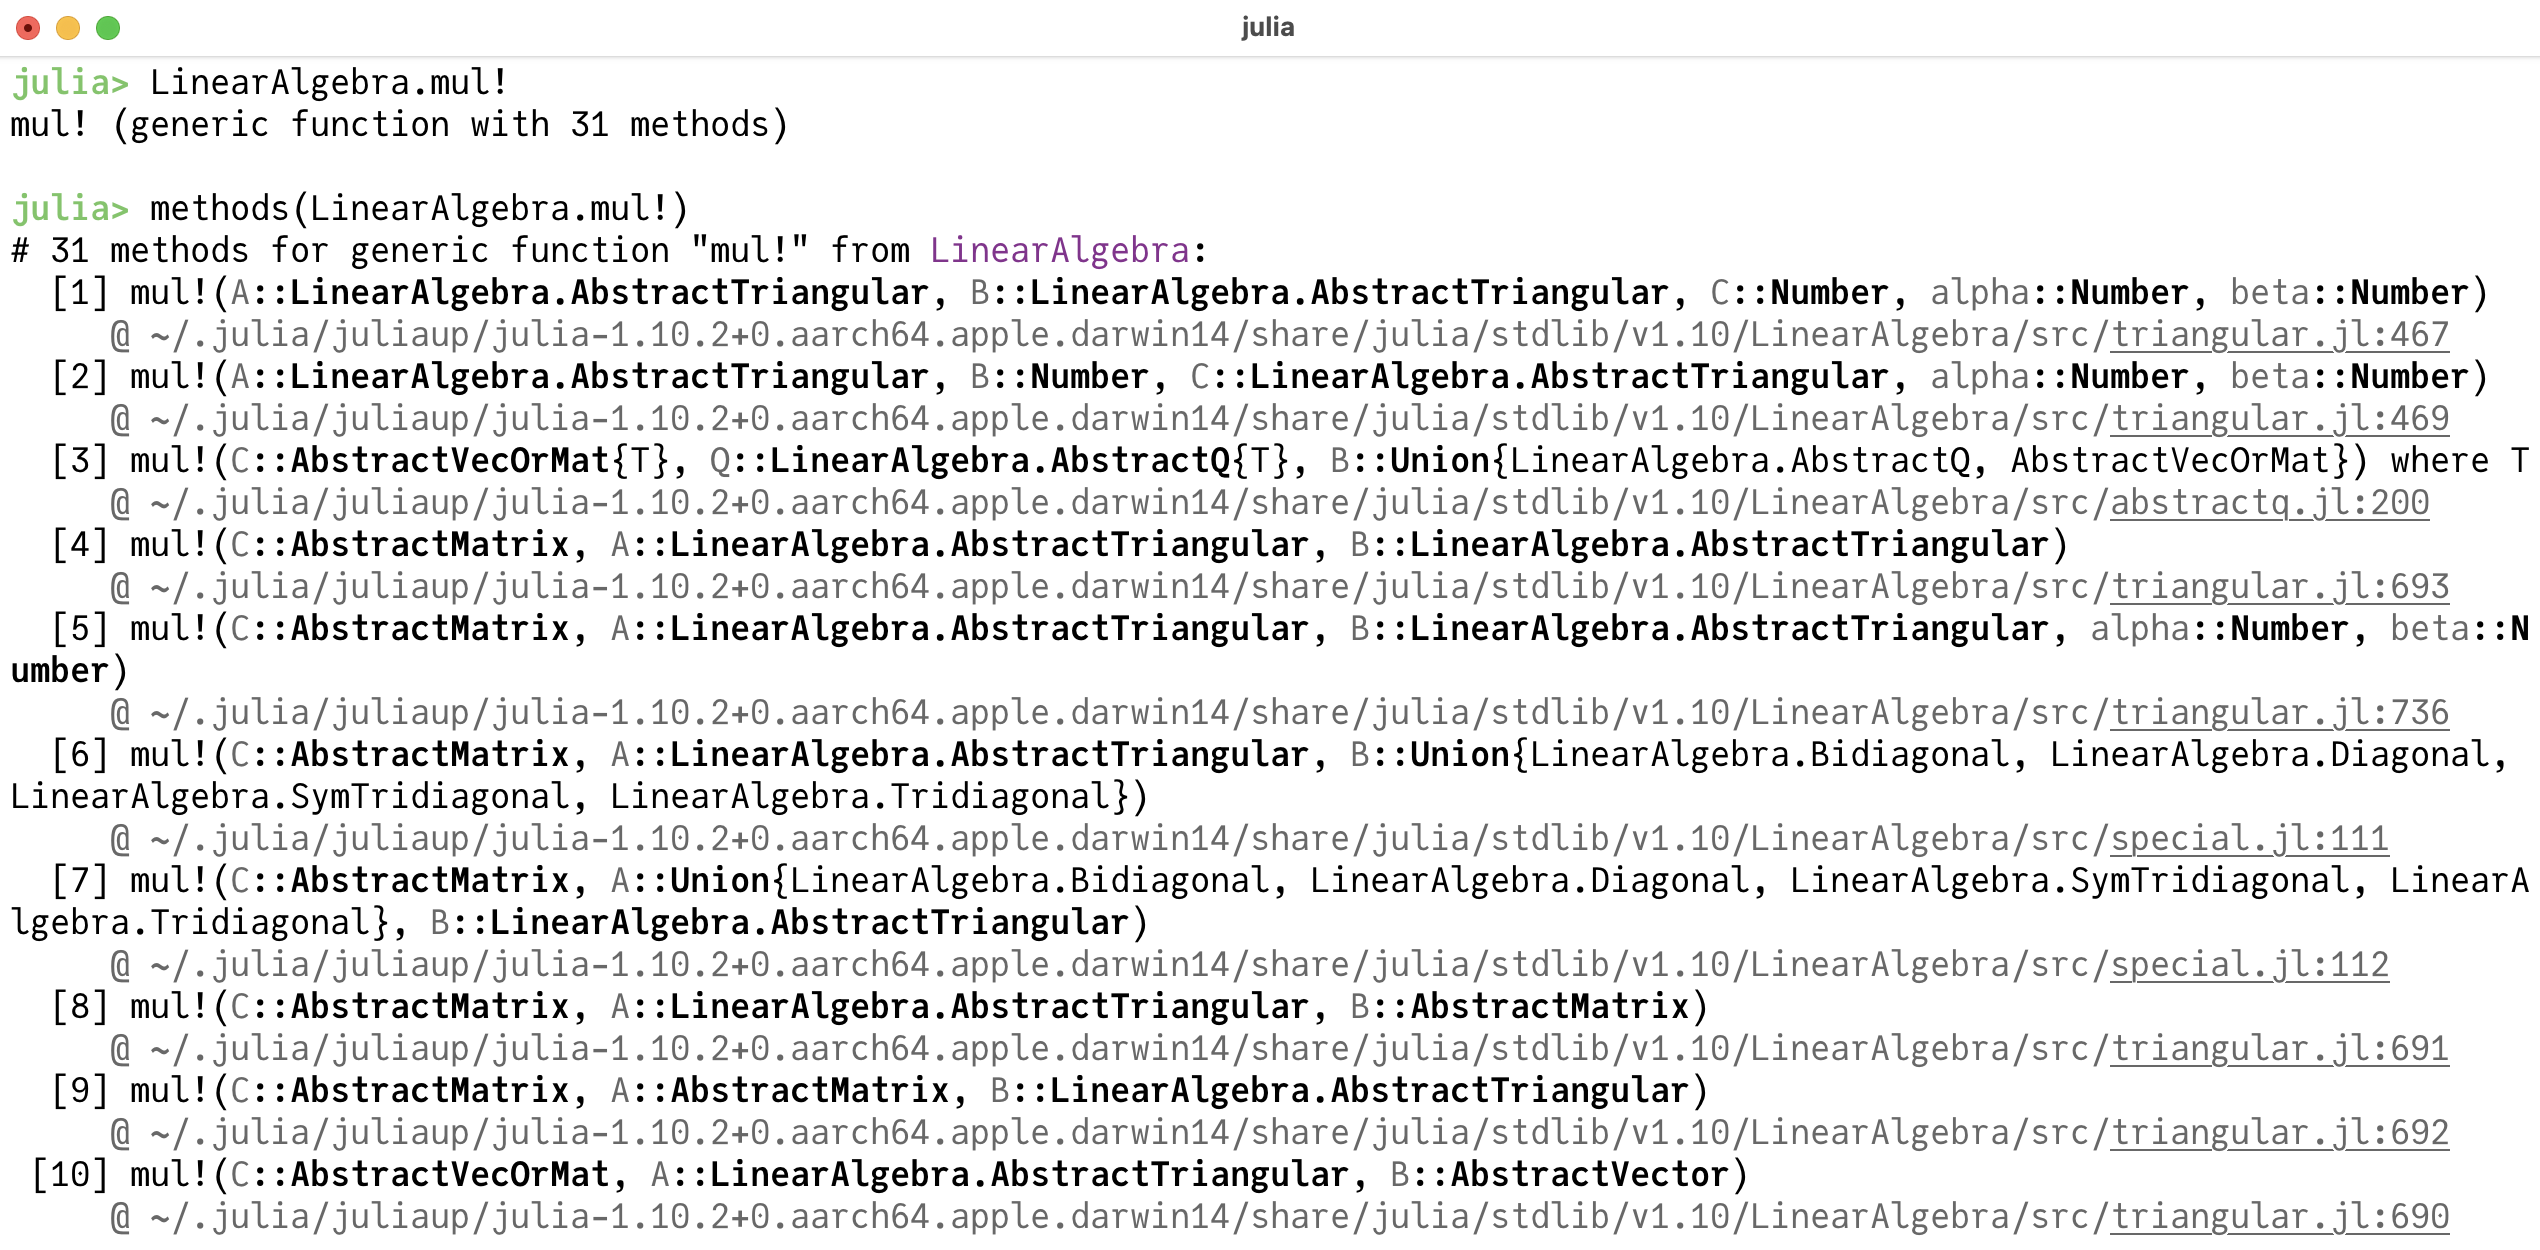 julia
julia> LinearAlgebra.mul!
mul! (generic function with 31 methods)
julia> methods(LinearAlgebra.mul!)
# 31 methods for generic function "mul!" from LinearAlgebra:
[1] mul!(A::LinearAlgebra.AbstractTriangular, B::LinearAlgebra.AbstractTriangular, C::Number, alpha::Number, beta::Number)
@ ~/.julia/juliaup/julia-1.10.2+0.aarch64.apple.darwin14/share/julia/stdlib/v1.10/LinearAlgebra/src/triangular.jl:467
[2] mul!(A::LinearAlgebra.AbstractTriangular, B::Number, C::LinearAlgebra.AbstractTriangular, alpha::Number, beta::Number)
@ ~/.julia/juliaup/julia-1.10.2+0.aarch64.apple.darwin14/share/julia/stdlib/v1.10/LinearAlgebra/src/triangular.jl:469
[3] mul!(C::AbstractVecOrMat{T}, Q::LinearAlgebra.AbstractQ{T}, B::Union{LinearAlgebra.AbstractQ, AbstractVecOrMat}) where T
@ ~/.julia/juliaup/julia-1.10.2+0.aarch64.apple.darwin14/share/julia/stdlib/v1.10/LinearAlgebra/src/abstractq.jl:200
[4] mul!(C::AbstractMatrix, A::LinearAlgebra.AbstractTriangular, B::LinearAlgebra.AbstractTriangular)
@ ~/.julia/juliaup/julia-1.10.2+0.aarch64.apple.darwin14/share/julia/stdlib/v1.10/LinearAlgebra/src/triangular.jl:693
[5] mul!(C::AbstractMatrix, A::LinearAlgebra.AbstractTriangular, B::LinearAlgebra.AbstractTriangular, alpha::Number, beta::N
umber)
@ ~/.julia/juliaup/julia-1.10.2+0.aarch64.apple.darwin14/share/julia/stdlib/v1.10/LinearAlgebra/src/triangular.jl:736
[6] mul!(C::AbstractMatrix, A::LinearAlgebra.AbstractTriangular, B::Union{LinearAlgebra.Bidiagonal, LinearAlgebra.Diagonal,
LinearAlgebra.SymTridiagonal, LinearAlgebra.Tridiagonal})
@ ~/.julia/juliaup/julia-1.10.2+0.aarch64.apple.darwin14/share/julia/stdlib/v1.10/LinearAlgebra/src/special.jl:111
[7] mul!(C::AbstractMatrix, A::Union{LinearAlgebra.Bidiagonal, LinearAlgebra.Diagonal, LinearAlgebra.SymTridiagonal, LinearA
lgebra.Tridiagonal}, B::LinearAlgebra.AbstractTriangular)
@ ~/.julia/juliaup/julia-1.10.2+0.aarch64.apple.darwin14/share/julia/stdlib/v1.10/LinearAlgebra/src/special.jl:112
[8] mul!(C::AbstractMatrix, A::LinearAlgebra.AbstractTriangular, B::AbstractMatrix)
@ ~/.julia/juliaup/julia-1.10.2+0.aarch64.apple.darwin14/share/julia/stdlib/v1.10/LinearAlgebra/src/triangular.jl:691
[9] mul!(C::AbstractMatrix, A::AbstractMatrix, B::LinearAlgebra.AbstractTriangular)
@ ~/.julia/juliaup/julia-1.10.2+0.aarch64.apple.darwin14/share/julia/stdlib/v1.10/LinearAlgebra/src/triangular.jl:692
[10] mul!(C::AbstractVecOrMat, A::LinearAlgebra.AbstractTriangular, B::AbstractVector)
@ ~/.julia/juliaup/julia-1.10.2+0.aarch64.apple.darwin14/share/julia/stdlib/v1.10/LinearAlgebra/src/triangular.jl:690